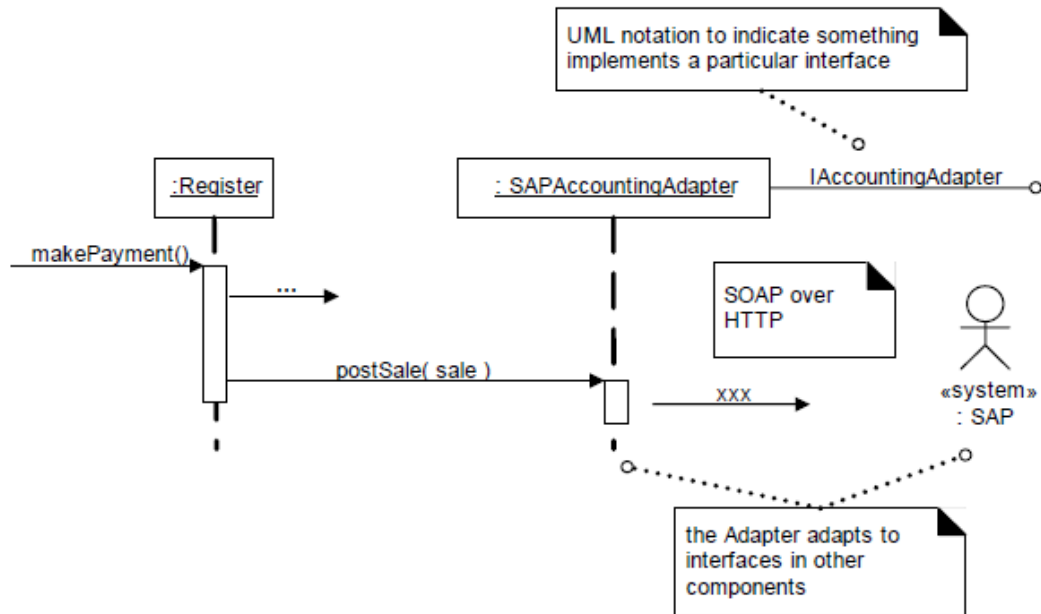 UML notation to indicate something
implements a particular interface
:Register
: SAPAccountingAdapter
IAccountingAdapter
makePayment()
...
SOAP over
HTTP
postSale( sale )
xxx
«system»
: SAP
the Adapter adapts to
interfaces in other
components